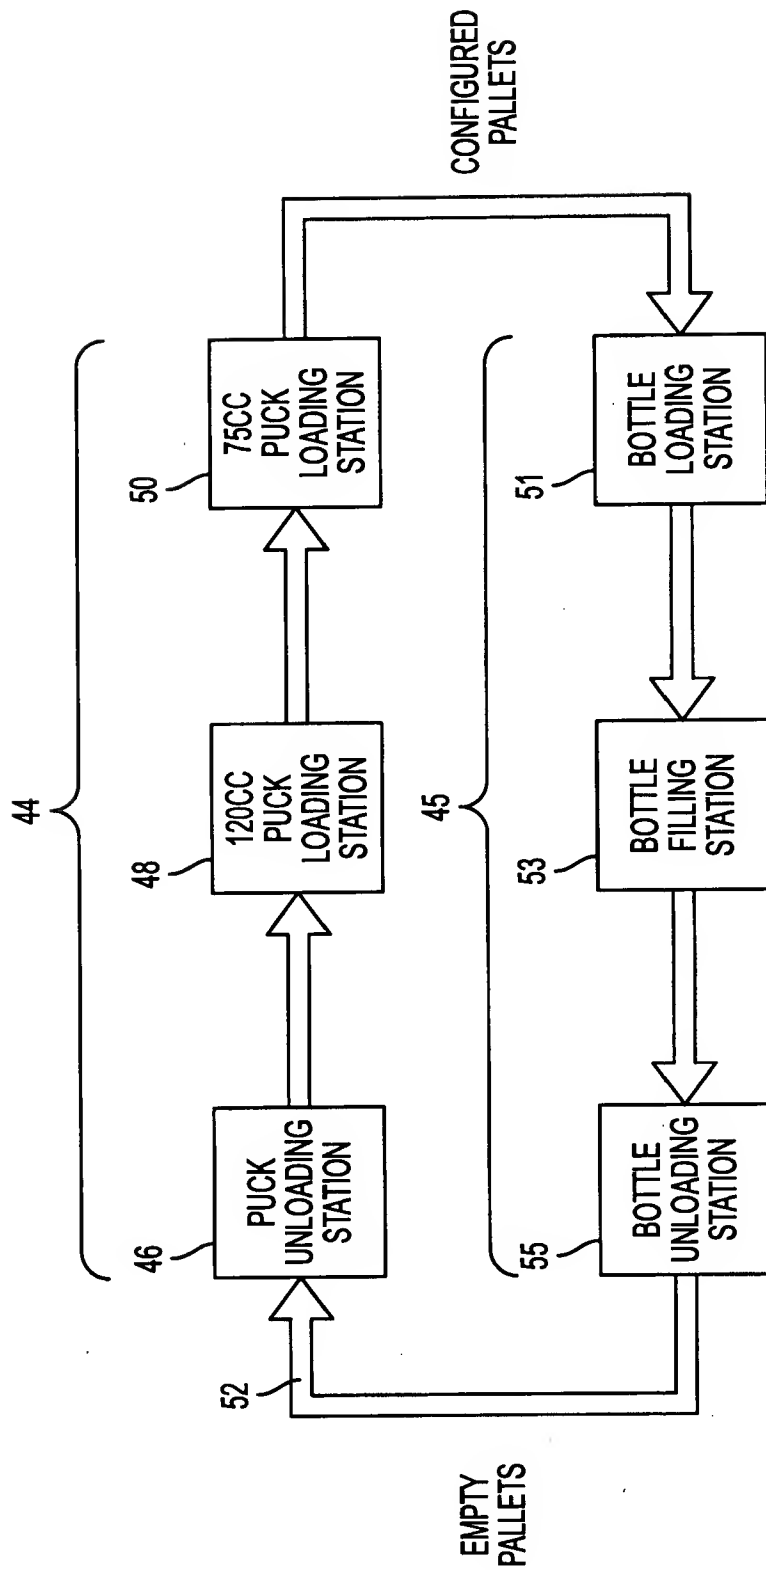 44
46
PUCK
UNLOADING
STATION
48
120CC
PUCK
LOADING
STATION
50
75CC
PUCK
LOADING
STATION
52
EMPTY
PALLETS
CONFIGURED
PALLETS
45
55
BOTTLE
UNLOADING
STATION
53
BOTTLE
FILLING
STATION
51
BOTTLE
LOADING
STATION